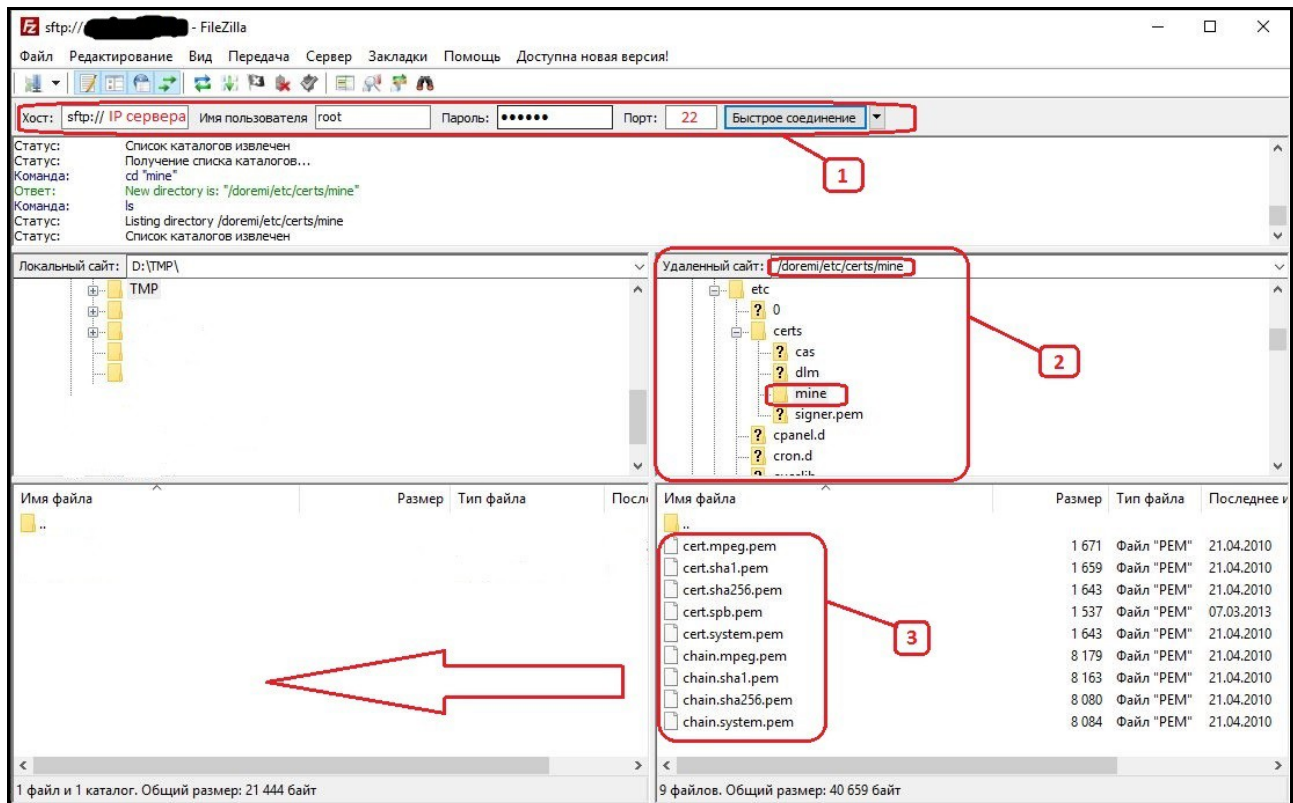 sftp:// - FileZilla
Файл Редактирование Вид Передача Сервер Закладки Помощь Доступна новая версия!
Хост: sftp:// IP сервера Имя пользователя root Пароль: •••••• Порт: 22 Быстрое соединение
Статус: Список каталогов извлечен
Статус: Получение списка каталогов...
Команда: cd "mine"
Ответ: New directory is: "/doremi/etc/certs/mine"
Команда: ls
Статус: Listing directory /doremi/etc/certs/mine
Статус: Список каталогов извлечен
1
Локальный сайт: D:\TMP\
TMP
Удаленный сайт: /doremi/etc/certs/mine
etc
? 0
certs
? cas
? dlm
mine
? signer.pem
? cpanel.d
? cron.d
2
Имя файла Размер Тип файла
..
1 файл и 1 каталог. Общий размер: 21 444 байт
Имя файла Размер Тип файла Последнее и
..
cert.mpeg.pem 1 671 Файл "PEM" 21.04.2010
cert.sha1.pem 1 659 Файл "PEM" 21.04.2010
cert.sha256.pem 1 643 Файл "PEM" 21.04.2010
cert.spb.pem 1 537 Файл "PEM" 07.03.2013
cert.system.pem 1 643 Файл "PEM" 21.04.2010
chain.mpeg.pem 8 179 Файл "PEM" 21.04.2010
chain.sha1.pem 8 163 Файл "PEM" 21.04.2010
chain.sha256.pem 8 080 Файл "PEM" 21.04.2010
chain.system.pem 8 084 Файл "PEM" 21.04.2010
3
9 файлов. Общий размер: 40 659 байт